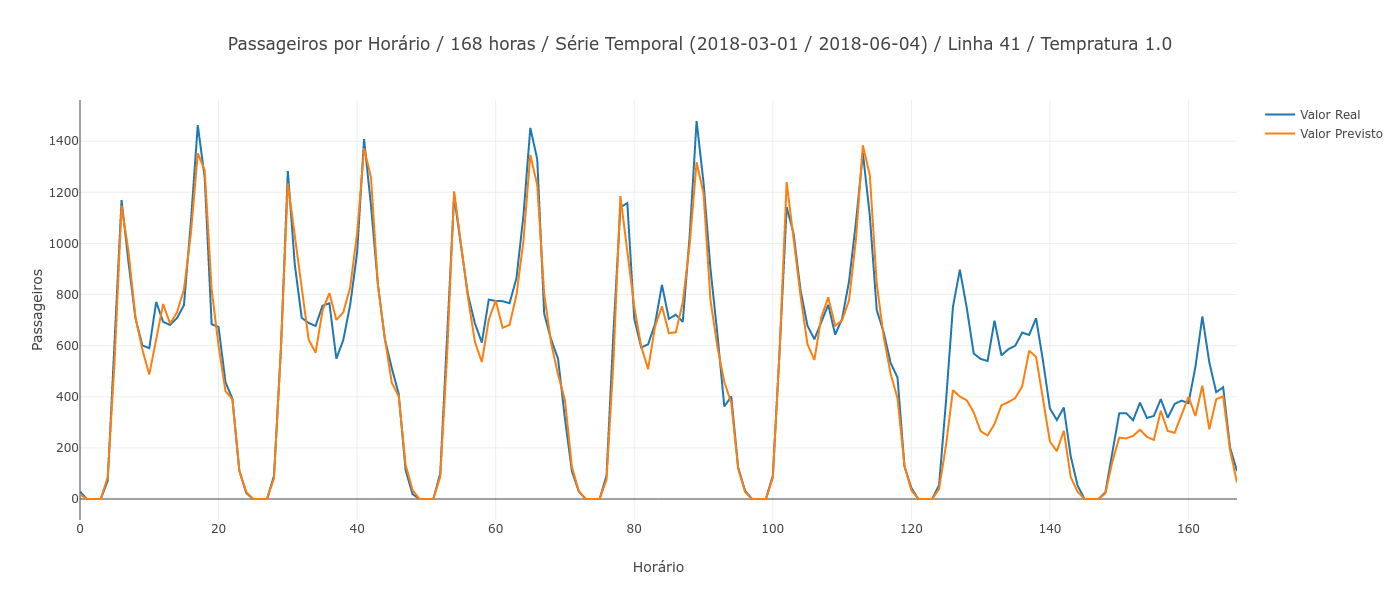 Passageiros por Horário / 168 horas / Série Temporal (2018-03-01 / 2018-06-04) / Linha 41 / Tempratura 1.0
Valor Real
Valor Previsto
Passageiros
1400
1200
1000
800
600
400
200
0
0 20 40 60 80 100 120 140 160
Horário